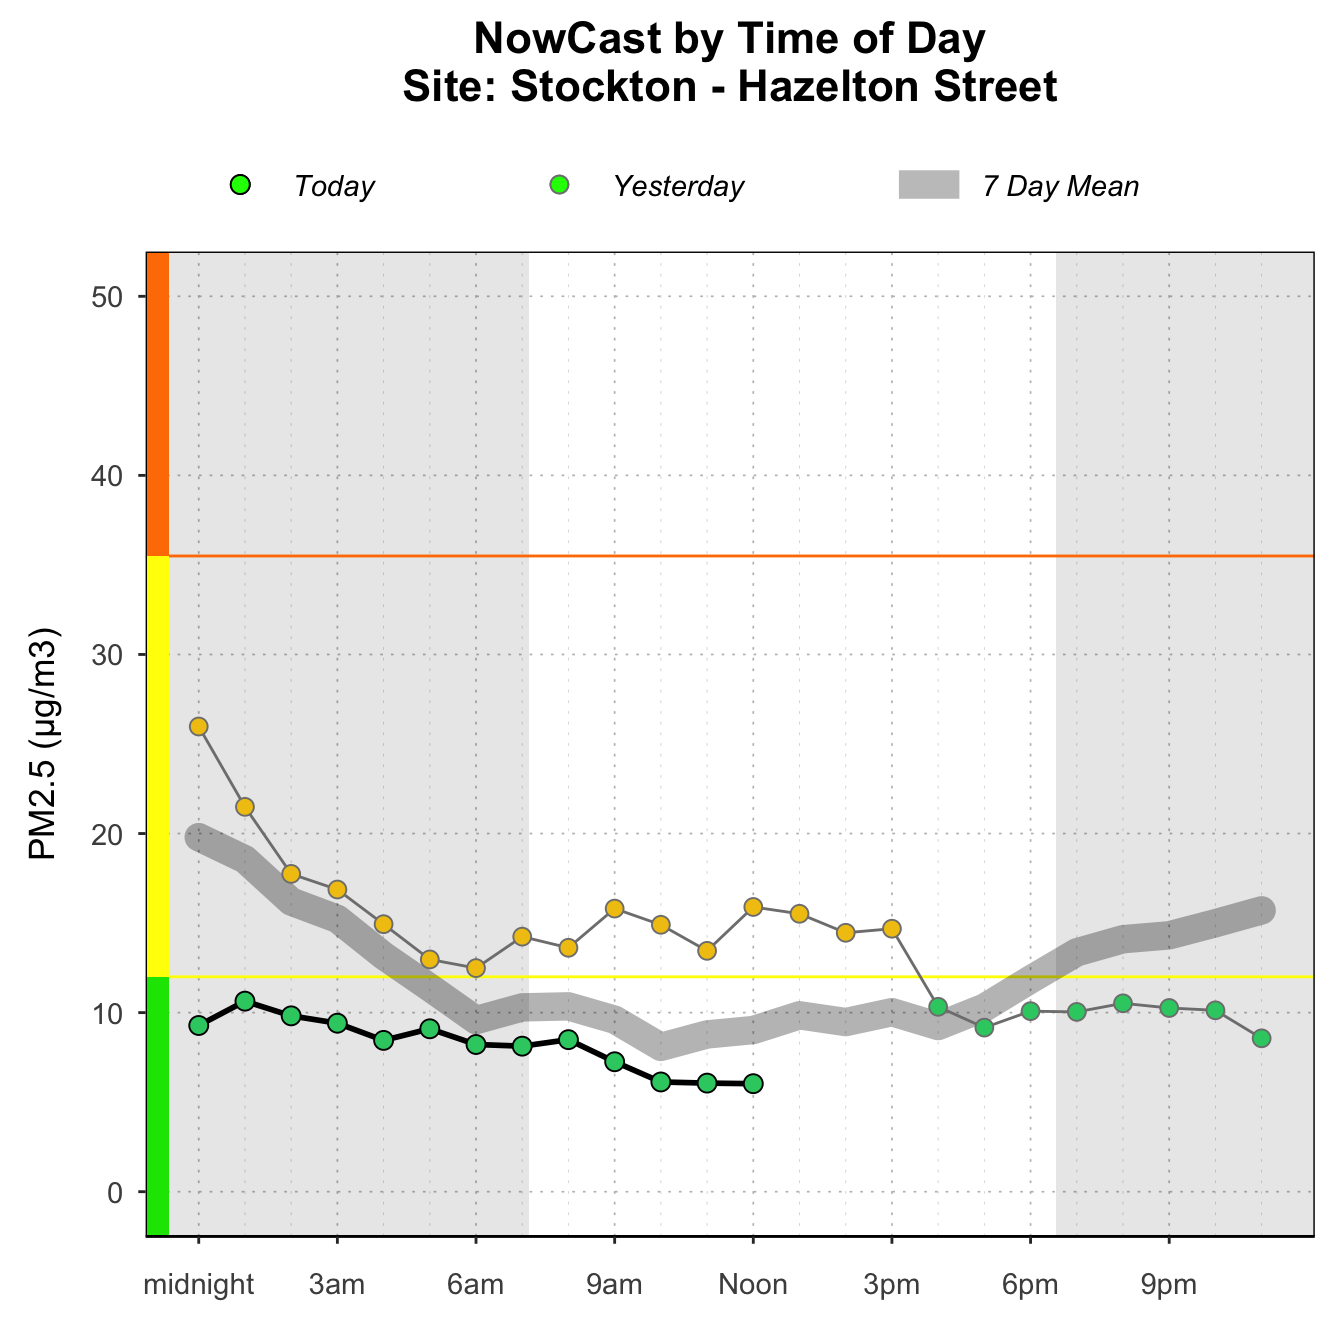 NowCast by Time of Day
Site: Stockton - Hazelton Street
Today Yesterday 7 Day Mean
PM2.5 (µg/m3)
50
40
30
20
10
0
midnight 3am 6am 9am Noon 3pm 6pm 9pm